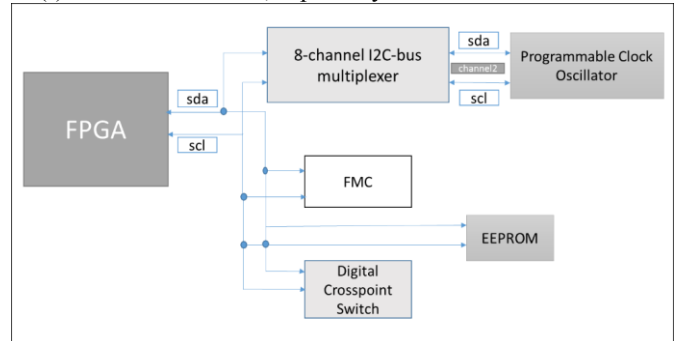 8-channel I2C-bus
multiplexer
sda
channel2
scl
Programmable Clock
Oscillator
FPGA
sda
scl
FMC
EEPROM
Digital
Crosspoint
Switch